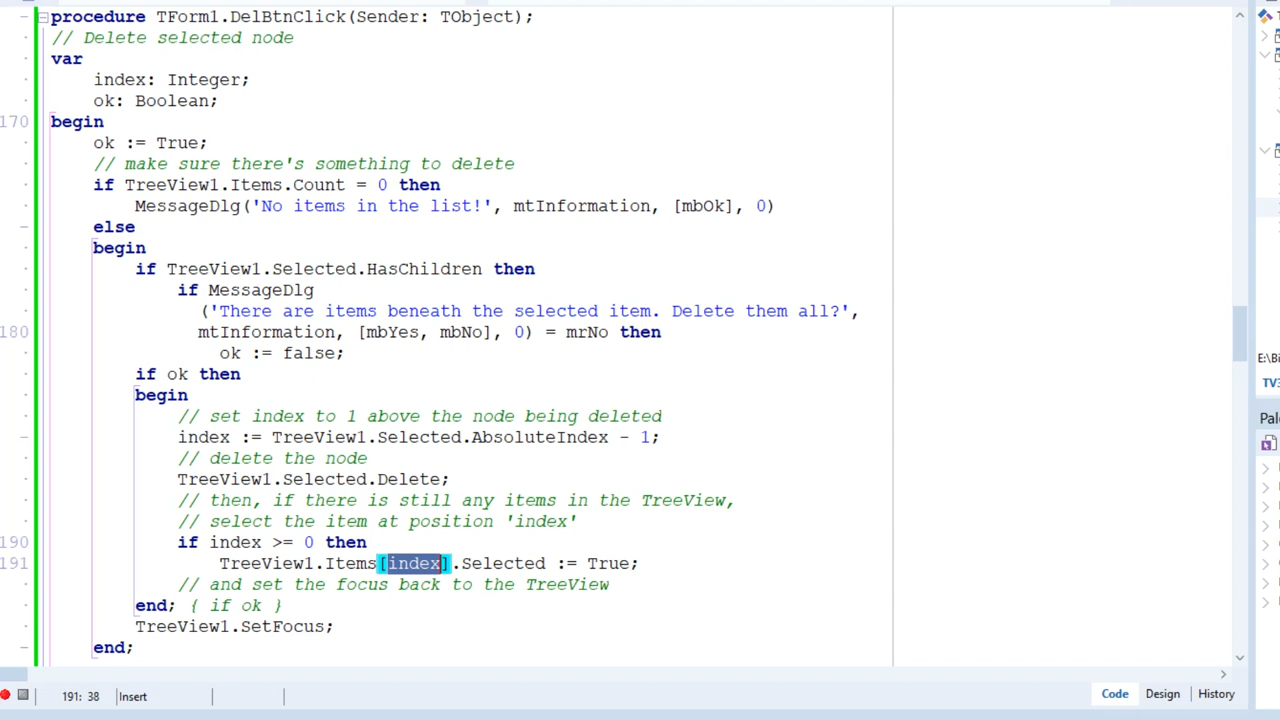 procedure TForm1.DelBtnClick(Sender: TObject);
// Delete selected node
var
index: Integer;
ok: Boolean;
170 begin
ok := True;
// make sure there's something to delete
if TreeView1.Items.Count = 0 then
MessageDlg('No items in the list!', mtInformation, [mbOk], 0)
else
begin
if TreeView1.Selected.HasChildren then
if MessageDlg
('There are items beneath the selected item. Delete them all?',
180 mtInformation, [mbYes, mbNo], 0) = mrNo then
ok := false;
if ok then
begin
// set index to 1 above the node being deleted
index := TreeView1.Selected.AbsoluteIndex - 1;
// delete the node
TreeView1.Selected.Delete;
// then, if there is still any items in the TreeView,
// select the item at position 'index'
190 if index >= 0 then
191 TreeView1.Items[index].Selected := True;
// and set the focus back to the TreeView
end; { if ok }
TreeView1.SetFocus;
end;
191: 38 Insert
Code Design History
E:\Bi
TV3
Pal